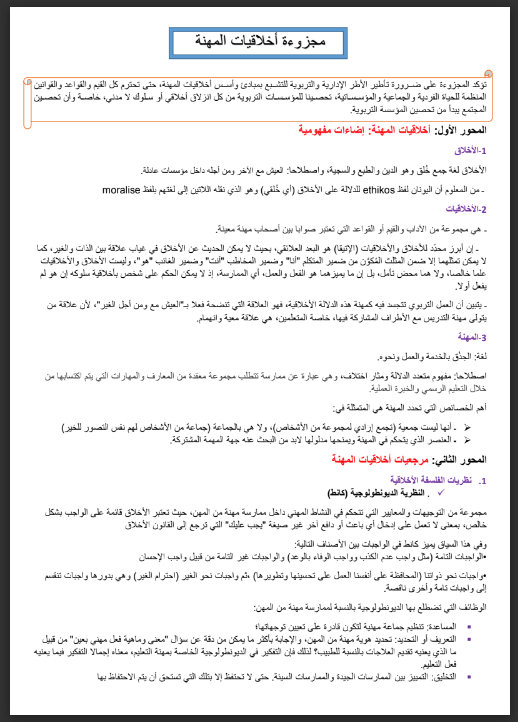 مجزوءة أخلاقيات المهنة
تؤكد المجزوءة على ضرورة تأطير الأطر الإدارية والتربوية للتشبع بمبادئ وأسس أخلاقيات المهنة، حتى تحترم كل القيم والقواعد والقوانين
المنظمة للحياة الفردية والجماعية والمؤسساتية، تحصينا للمؤسسات التربوية من كل انزلاق أخلاقي أو سلوك لا مدني، خاصة وأن تحصين
المجتمع يبدأ من تحصين المؤسسة التربوية.
المحور الأول: أخلاقيات المهنة: إضاءات مفهومية
1-الأخلاق
الأخلاق لغة جمع خُلق وهو الدين والطبع والسجية، واصطلاحا: العيش مع الآخر ومن أجله داخل مؤسسات عادلة.
ـ من المعلوم أن اليونان لفظ ethikos للدلالة على الأخلاق (أي خُلقي) وهو الذي نقله اللاتين إلى لغتهم بلفظ moralise
2-الأخلاقيات
- هي مجموعة من الآداب والقيم أو القواعد التي تعتبر صوابا بين أصحاب مهنة معينة.
ـ إن أبرز محدّد للأخلاق والأخلاقيات (الإتيقا) هو البعد العلائقي، بحيث لا يمكن الحديث عن الأخلاق في غياب علاقة بين الذات والغير، كما
لا يمكن تمثلهما إلا ضمن المثلث المُكوّن من ضمير المتكلم "أنا" وضمير المخاطب "أنت" وضمير الغائب "هو"، وليست الأخلاق والأخلاقيات
علما خالصا، ولا هما محض تأمل، بل إن ما يميزهما هو الفعل والعمل، أي الممارسة، إذ لا يمكن الحكم على شخص بأخلاقية سلوكه إن هو لم
يفعل أولا.
ـ يتبين أن العمل التربوي تتجسد فيه كمهنة هذه الدلالة الأخلاقية، فهو العلاقة التي تتضح فعلا بـ"العيش مع ومن أجل الغير"، لأن علاقة من
يتولى مهنة التدريس مع الأطراف المشاركة فيها، خاصة المتعلمين، هي علاقة معية وانهمام.
3-المهنة
لغة: الحِذْق بالخدمة والعمل ونحوه.
اصطلاحا: مفهوم متعدد الدلالة ومثار اختلاف، وهي عبارة عن ممارسة تتطلب مجموعة معقدة من المعارف والمهارات التي يتم اكتسابها من
خلال التعليم الرسمي والخبرة العملية.
أهم الخصائص التي تحدد المهنة هي المتمثلة في:
➢ ـ أنها ليست جمعية (تجمع إرادي لمجموعة من الأشخاص)، ولا هي بالجماعة (جماعة من الأشخاص لهم نفس التصور للخير)
➢ ـ العنصر الذي يتحكم في المهنة ويمنحها مدلولها لابد من البحث عنه جهة المهمة المشتركة.
المحور الثاني: مرجعيات أخلاقيات المهنة
1. نظريات الفلسفة الأخلاقية
✓ . النظرية الديونطولوجية (كانط)
مجموعة من التوجيهات والمعايير التي تتحكم في النشاط المهني داخل ممارسة مهنة من المهن، حيث تعتبر الأخلاق قائمة على الواجب بشكل
خالص، بمعنى لا تعمل على إدخال أي باعث أو دافع آخر غير صيغة "يجب عليك" التي ترجع إلى القانون الأخلاق
وفي هذا السياق يميز كانط في الواجبات بين الأصناف التالية:
•الواجبات التامة (مثل واجب عدم الكذب وواجب الوفاء بالوعد) والواجبات غير التامة من قبيل واجب الإحسان
•واجبات نحو ذواتنا (المحافظة على أنفسنا العمل على تحسينها وتطويرها) ،ثم واجبات نحو الغير (احترام الغير) وهي بدورها واجبات تنقسم
إلى واجبات تامة وأخرى ناقصة.
الوظائف التي تضطلع بها الديونطولوجية بالنسبة لممارسة مهنة من المهن:
▪ المساعدة: تنظيم جماعة مهنية لتكون قادرة على تعيين توجهاتها؛
▪ التعريف أو التحديد: تحديد هوية مهنة من المهن، والإجابة بأكثر ما يمكن من دقة عن سؤال "معنى وماهية فعل مهني بعين" من قبيل
ما الذي يعنيه تقديم العلاجات بالنسبة للطبيب؟ لذلك فإن التفكير في الديونطولوجية الخاصة بمهنة التعليم، معناه إجمالا التفكير فيما يعنيه
فعل التعليم.
▪ التخليق: التمييز بين الممارسات الجيدة والممارسات السيئة. حتى لا تحتفظ إلا بتلك التي تستحق أن يتم الاحتفاظ بها